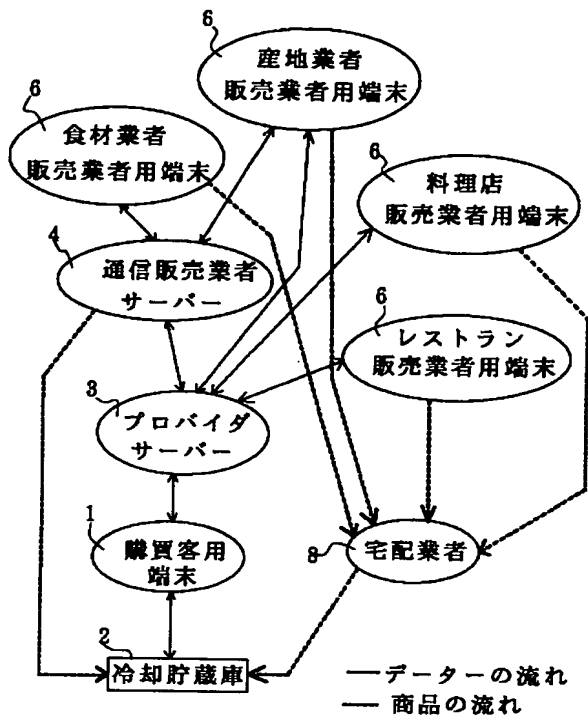 6
産地業者
販売業者用端末
6
食材業者
販売業者用端末
6
料理店
販売業者用端末
4
通信販売業者
サーバー
6
レストラン
販売業者用端末
3
プロバイダ
サーバー
1
購買客用
端末
8
宅配業者
2
冷却貯蔵庫
データーの流れ
商品の流れ